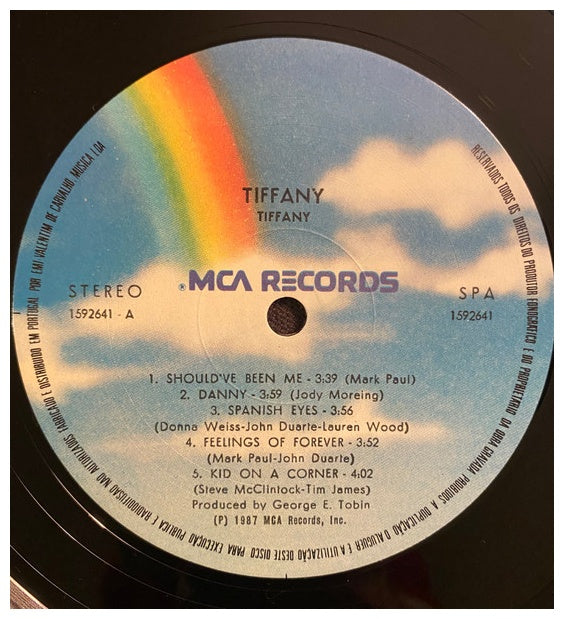 TIFFANY
TIFFANY
®MCA RECORDS
STEREO
1592641 - A
SPA
1592641
1. SHOULD'VE BEEN ME - 3:39 (Mark Paul)
2. DANNY - 3:59 (Jody Moreing)
3. SPANISH EYES - 3:56
(Donna Weiss-John Duarte-Lauren Wood)
4. FEELINGS OF FOREVER - 3:52
(Mark Paul-John Duarte)
5. KID ON A CORNER - 4:02
(Steve McClintock-Tim James)
Produced by George E. Tobin
(P) 1987 MCA Records, Inc.
RESERVADOS TODOS OS DIREITOS DO PRODUTOR FONOGRÁFICO E DO PROPRIETÁRIO DA OBRA GRAVADA PROIBIDOS A DUPLICAÇÃO O ALUGUER E A UTILIZAÇÃO DESTE DISCO PARA EXECUÇÃO PÚBLICA E RADIODIFUSÃO NÃO AUTORIZADOS FABRICADO E DISTRIBUIDO EM PORTUGAL POR EMI VALENTIM DE CARVALHO, MÚSICA LDA